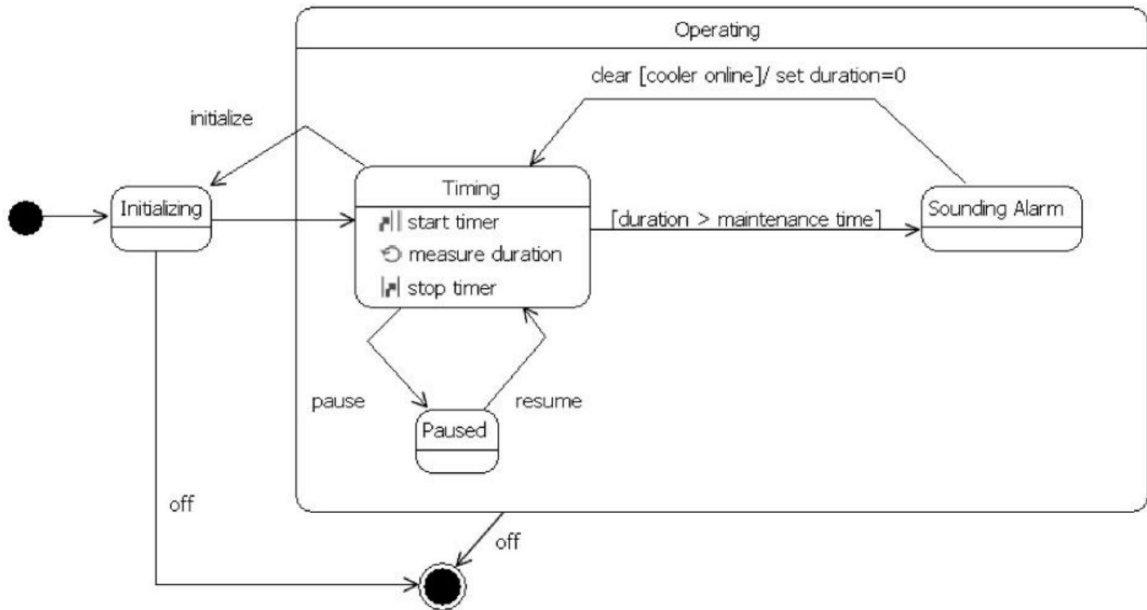 Operating
clear [cooler online]/ set duration=0
initialize
Timing
Initializing
start timer
[duration > maintenance time]
Sounding Alarm
measure duration
stop timer
pause
resume
Paused
off
off